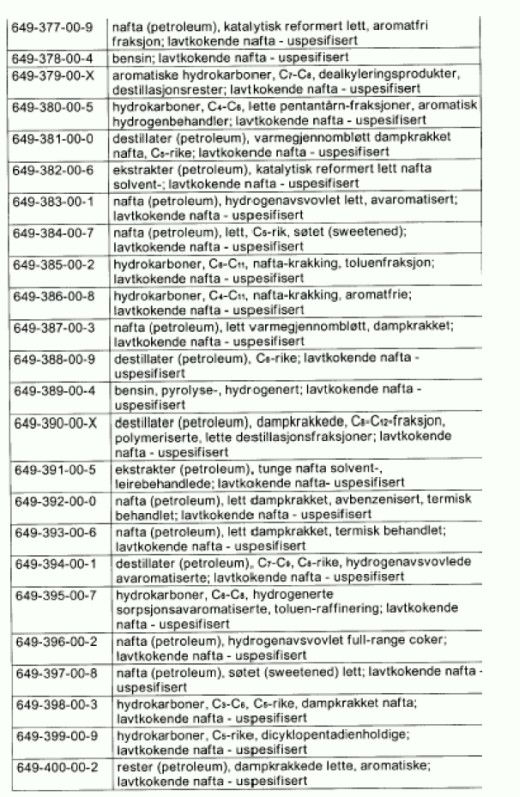 649-377-00-9 nafta (petroleum), katalytisk reformert lett, aromatfri
fraksjon; lavtkokende nafta - uspesifisert
649-378-00-4 bensin; lavtkokende nafta - uspesifisert
649-379-00-X aromatiske hydrokarboner, C₇-C₈, dealkyleringsprodukter,
destillasjonsrester; lavtkokende nafta - uspesifisert
649-380-00-5 hydrokarboner, C₄-C₆, lette pentantårn-fraksjoner, aromatisk
hydrogenbehandler; lavtkokende nafta - uspesifisert
649-381-00-0 destillater (petroleum), varmegjennombløtt dampkrakket
nafta, C₅-rike; lavtkokende nafta - uspesifisert
649-382-00-6 ekstrakter (petroleum), katalytisk reformert lett nafta
solvent-; lavtkokende nafta - uspesifisert
649-383-00-1 nafta (petroleum), hydrogenavsvovlet lett, avaromatisert;
lavtkokende nafta - uspesifisert
649-384-00-7 nafta (petroleum), lett, C₅-rik, søtet (sweetened);
lavtkokende nafta - uspesifisert
649-385-00-2 hydrokarboner, C₈-C₁₁, nafta-krakking, toluenfraksjon;
lavtkokende nafta - uspesifisert
649-386-00-8 hydrokarboner, C₄-C₁₁, nafta-krakking, aromatfrie;
lavtkokende nafta - uspesifisert
649-387-00-3 nafta (petroleum), lett varmegjennombløtt, dampkrakket;
lavtkokende nafta - uspesifisert
649-388-00-9 destillater (petroleum), C₆-rike; lavtkokende nafta -
uspesifisert
649-389-00-4 bensin, pyrolyse-, hydrogenert; lavtkokende nafta -
uspesifisert
649-390-00-X destillater (petroleum), dampkrakkede, C₈-C₁₂-fraksjon,
polymeriserte, lette destillasjonsfraksjoner; lavtkokende
nafta - uspesifisert
649-391-00-5 ekstrakter (petroleum), tunge nafta solvent-,
leirebehandlede; lavtkokende nafta- uspesifisert
649-392-00-0 nafta (petroleum), lett dampkrakket, avbenzenisert, termisk
behandlet; lavtkokende nafta - uspesifisert
649-393-00-6 nafta (petroleum), lett dampkrakket, termisk behandlet;
lavtkokende nafta - uspesifisert
649-394-00-1 destillater (petroleum), C₇-C₉, C₈-rike, hydrogenavsvovlede
avaromatiserte; lavtkokende nafta - uspesifisert
649-395-00-7 hydrokarboner, C₆-C₈, hydrogenerte
sorpsjonsavaromatiserte, toluen-raffinering; lavtkokende
nafta - uspesifisert
649-396-00-2 nafta (petroleum), hydrogenavsvovlet full-range coker;
lavtkokende nafta - uspesifisert
649-397-00-8 nafta (petroleum), søtet (sweetened) lett; lavtkokende nafta -
uspesifisert
649-398-00-3 hydrokarboner, C₃-C₆, C₅-rike, dampkrakket nafta;
lavtkokende nafta - uspesifisert
649-399-00-9 hydrokarboner, C₅-rike, dicyklopentadienholdige;
lavtkokende nafta - uspesifisert
649-400-00-2 rester (petroleum), dampkrakkede lette, aromatiske;
lavtkokende nafta - uspesifisert